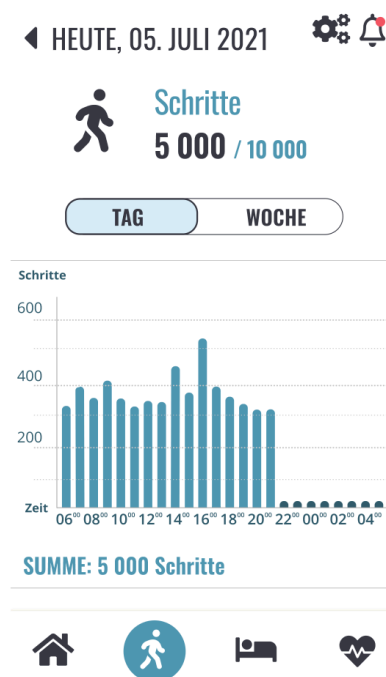 HEUTE, 05. JULI 2021
Schritte
5 000 / 10 000
TAG WOCHE
Schritte
600
400
200
Zeit
06⁰⁰ 08⁰⁰ 10⁰⁰ 12⁰⁰ 14⁰⁰ 16⁰⁰ 18⁰⁰ 20⁰⁰ 22⁰⁰ 00⁰⁰ 02⁰⁰ 04⁰⁰
SUMME: 5 000 Schritte